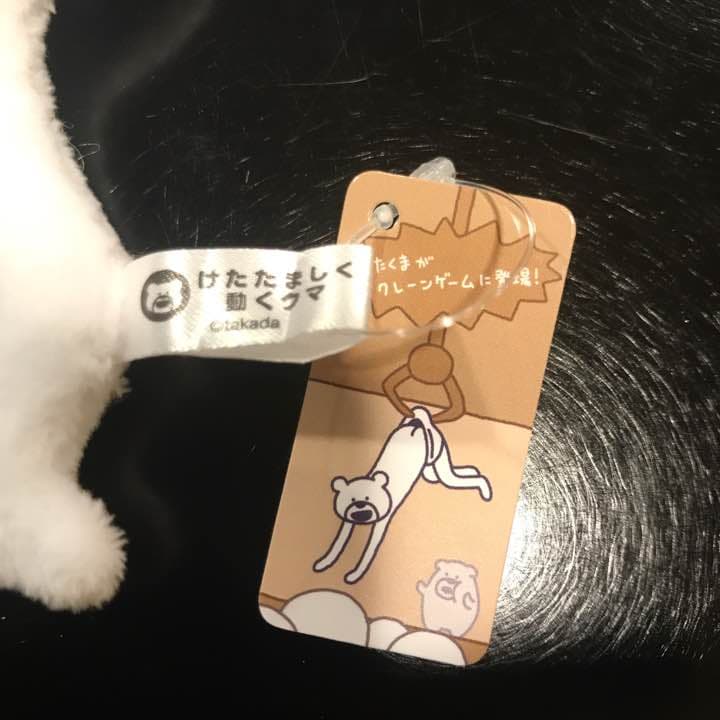 けたたましく
動くクマ
©takada
たくまが
クレーンゲームに登場!